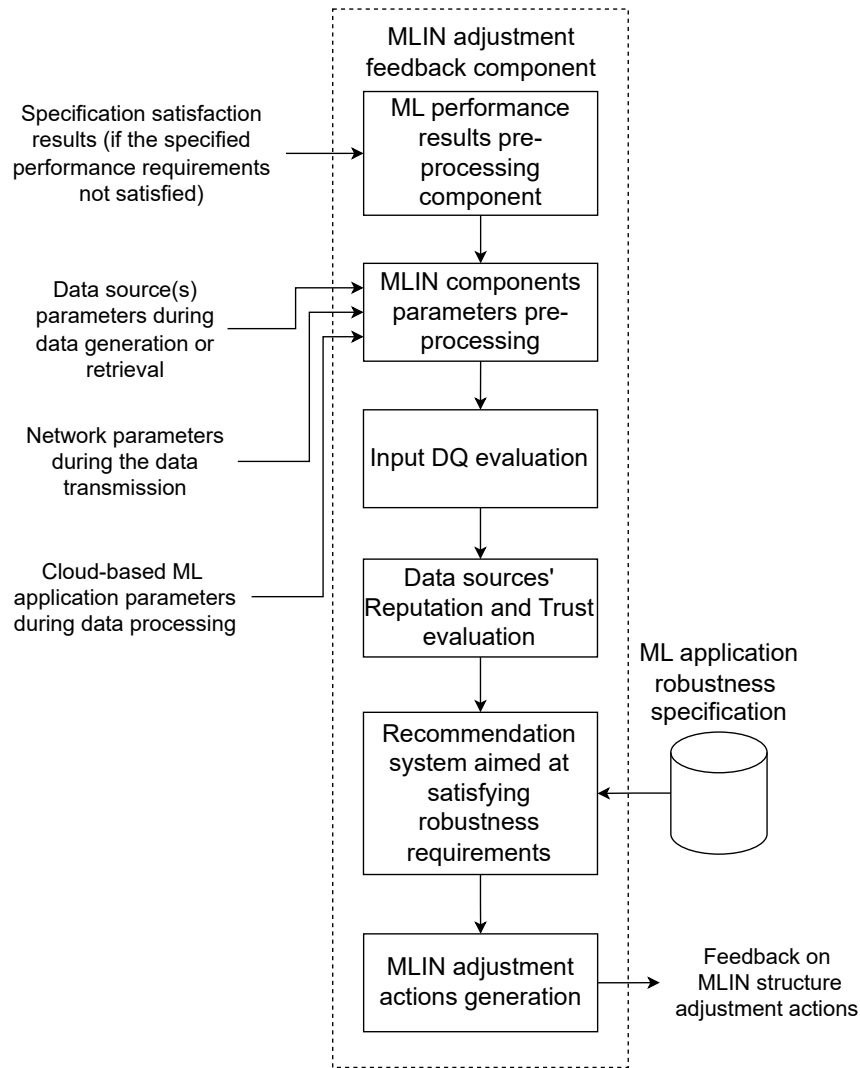 MLIN adjustment
feedback component
Specification satisfaction
results (if the specified
performance requirements
not satisfied)
ML performance
results pre-
processing
component
Data source(s)
parameters during
data generation or
retrieval
MLIN components
parameters pre-
processing
Network parameters
during the data
transmission
Input DQ evaluation
Cloud-based ML
application parameters
during data processing
Data sources'
Reputation and Trust
evaluation
ML application
robustness
specification
Recommendation
system aimed at
satisfying
robustness
requirements
MLIN adjustment
actions generation
Feedback on
MLIN structure
adjustment actions